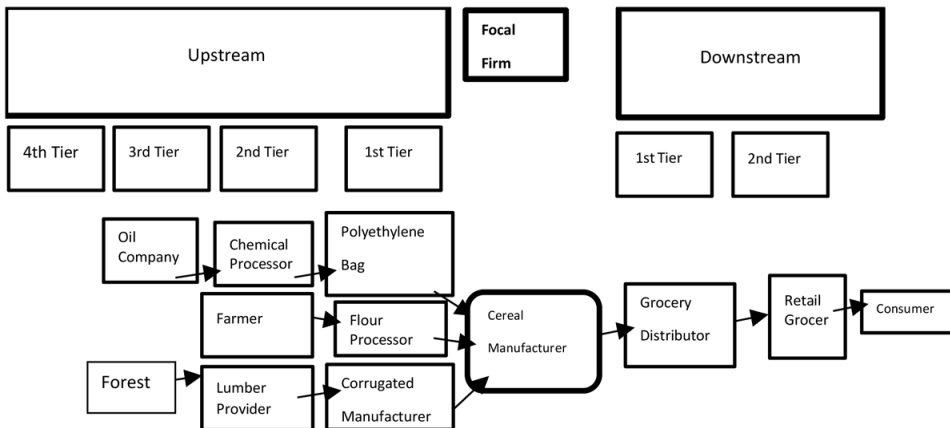 Upstream
Focal
Firm
Downstream
4th Tier
3rd Tier
2nd Tier
1st Tier
1st Tier
2nd Tier
Oil
Company
Chemical
Processor
Polyethylene
Bag
Farmer
Flour
Processor
Cereal
Manufacturer
Grocery
Distributor
Retail
Grocer
Consumer
Forest
Lumber
Provider
Corrugated
Manufacturer